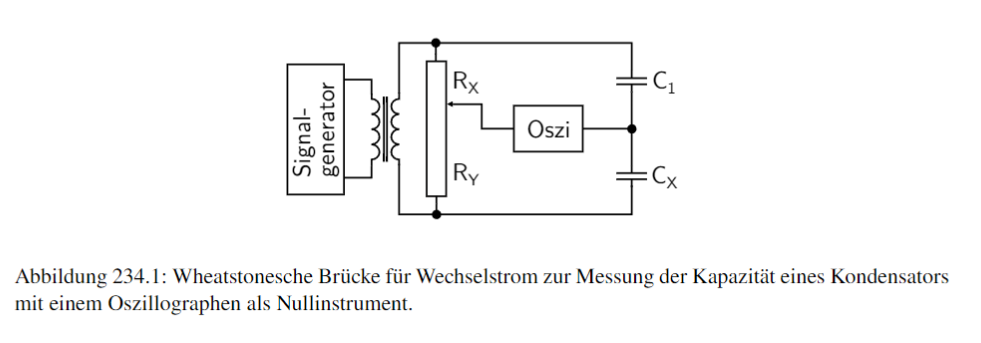 Signal-
generator
R_X
R_Y
Oszi
C_1
C_X
Abbildung 234.1: Wheatstonesche Brücke für Wechselstrom zur Messung der Kapazität eines Kondensators
mit einem Oszillographen als Nullinstrument.